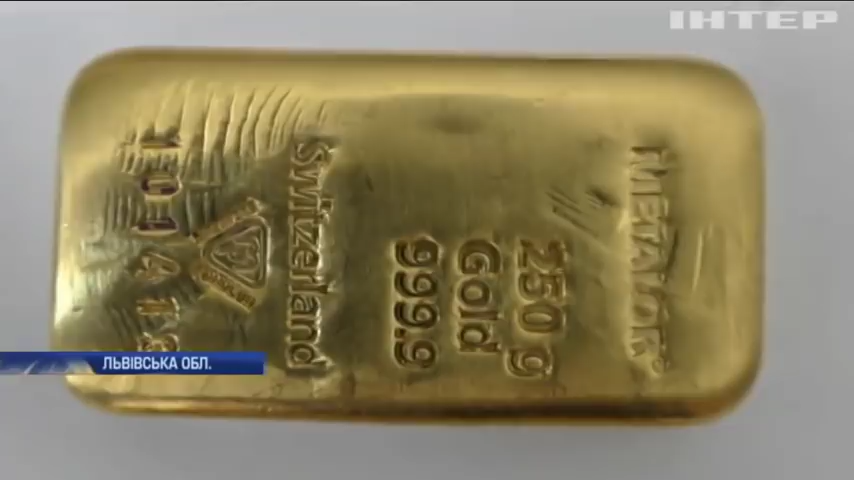 ІНТЕР
METALOR®
250 g
Gold
999.9
Switzerland
ЛЬВІВСЬКА ОБЛ.